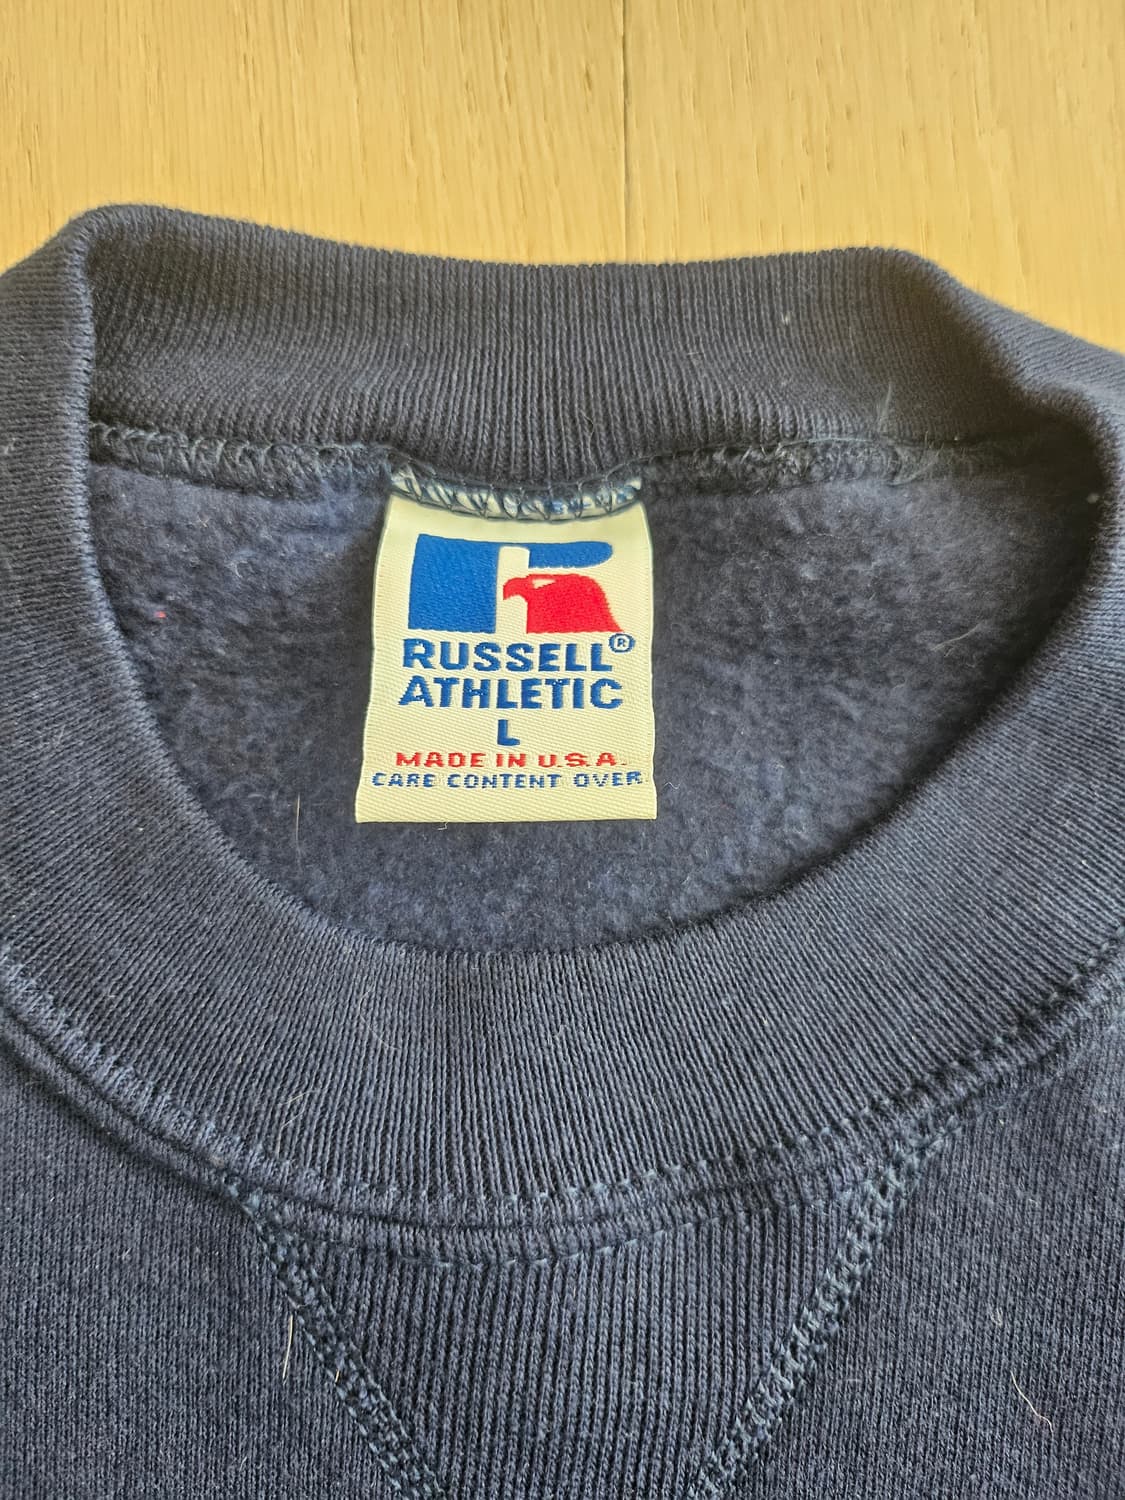 RUSSELL®
ATHLETIC
L
MADE IN U.S.A.
CARE CONTENT OVER